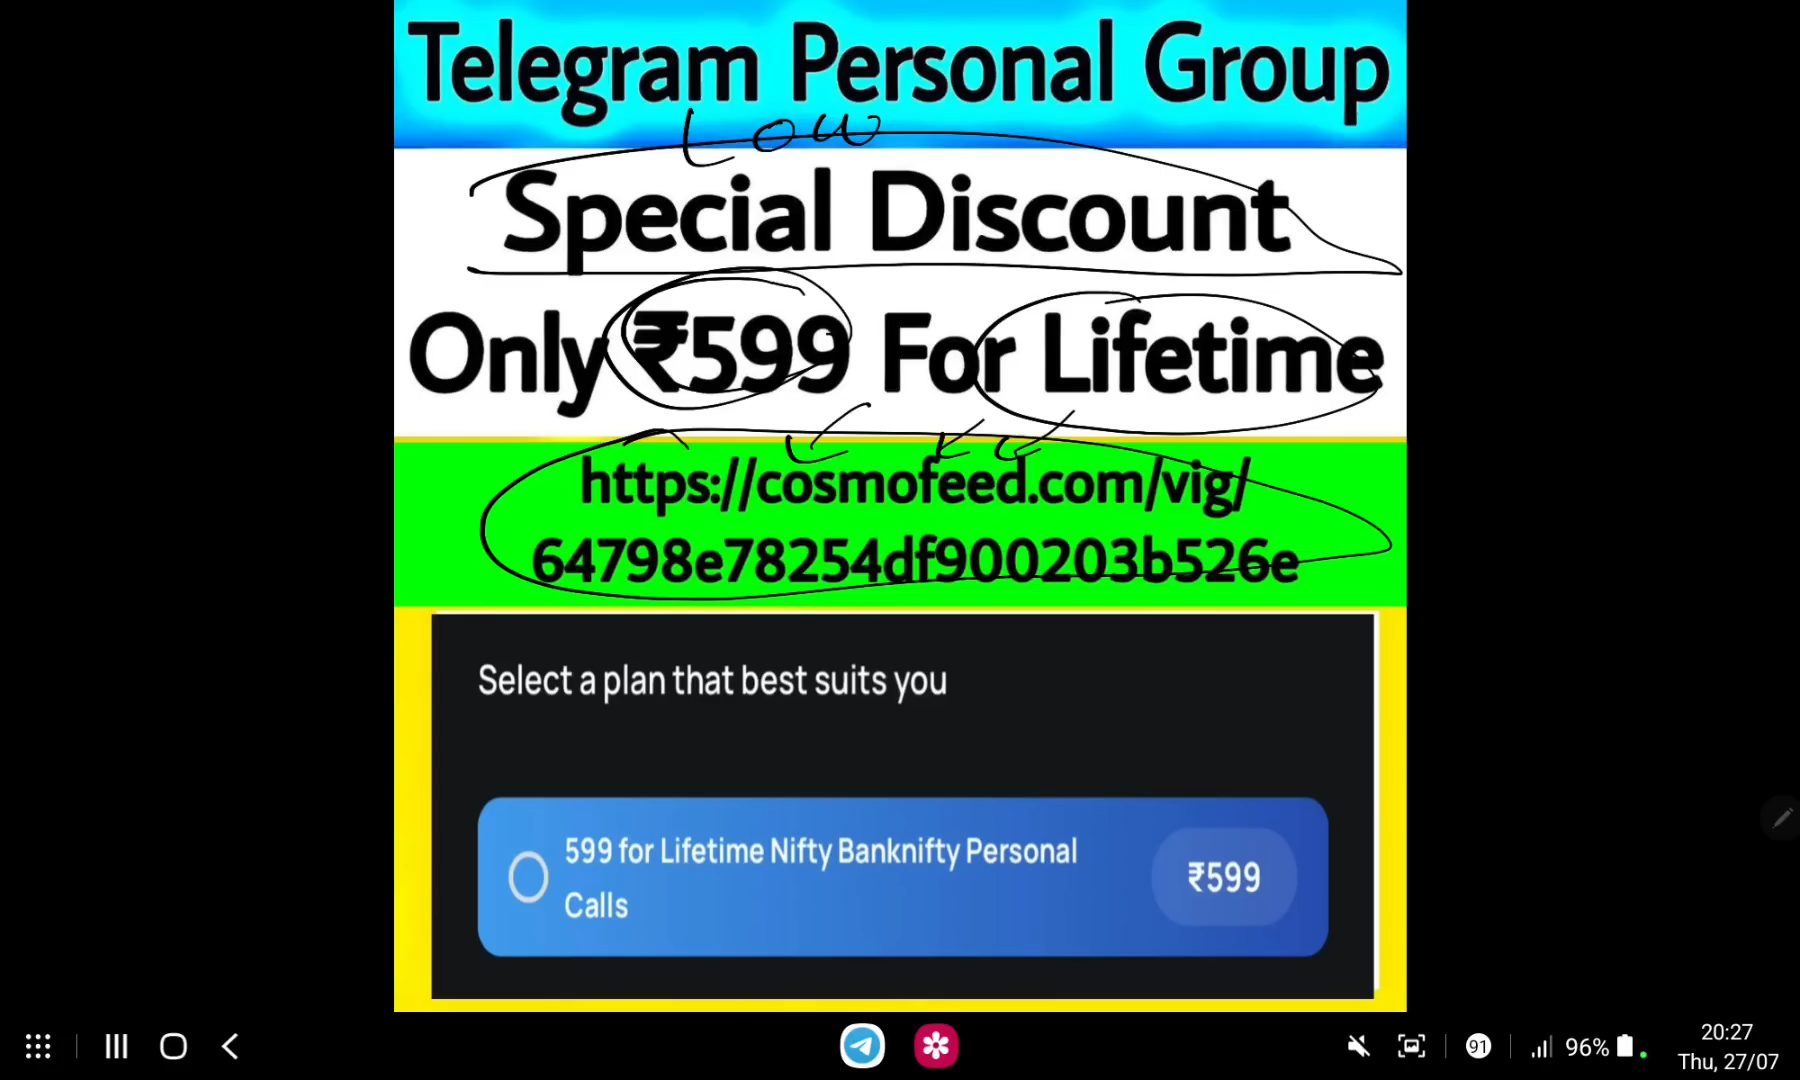 Telegram Personal Group
Low
Special Discount
Only ₹599 For Lifetime
https://cosmofeed.com/vig/
64798e78254df900203b526e
Select a plan that best suits you
599 for Lifetime Nifty Banknifty Personal
Calls
₹599
91
96%
20:27
Thu, 27/07